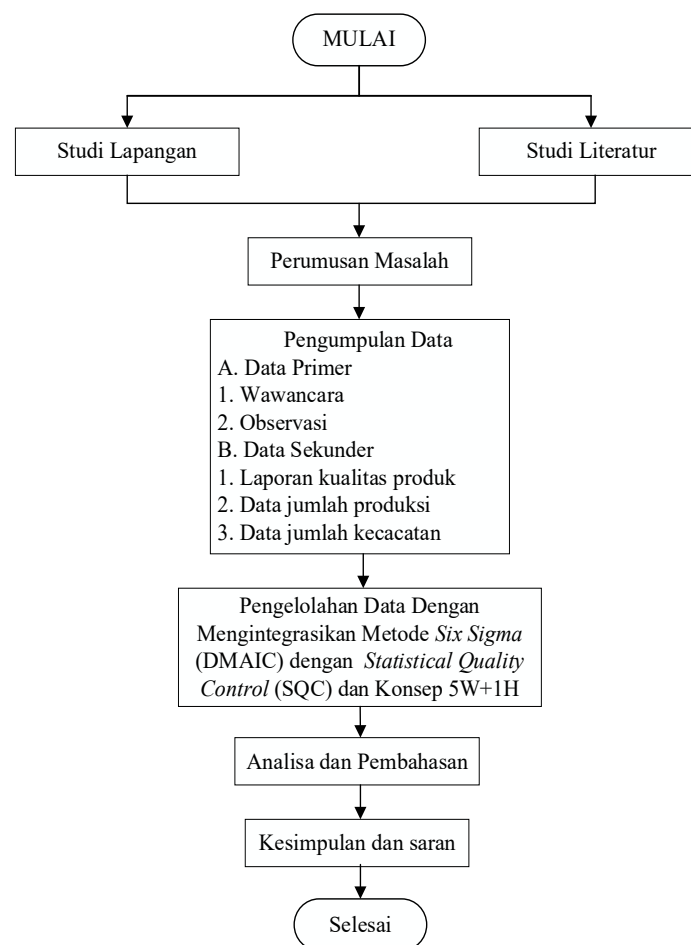 MULAI
Studi Lapangan
Studi Literatur
Perumusan Masalah
Pengumpulan Data
A. Data Primer
1. Wawancara
2. Observasi
B. Data Sekunder
1. Laporan kualitas produk
2. Data jumlah produksi
3. Data jumlah kecacatan
Pengelolahan Data Dengan
Mengintegrasikan Metode Six Sigma
(DMAIC) dengan Statistical Quality
Control (SQC) dan Konsep 5W+1H
Analisa dan Pembahasan
Kesimpulan dan saran
Selesai